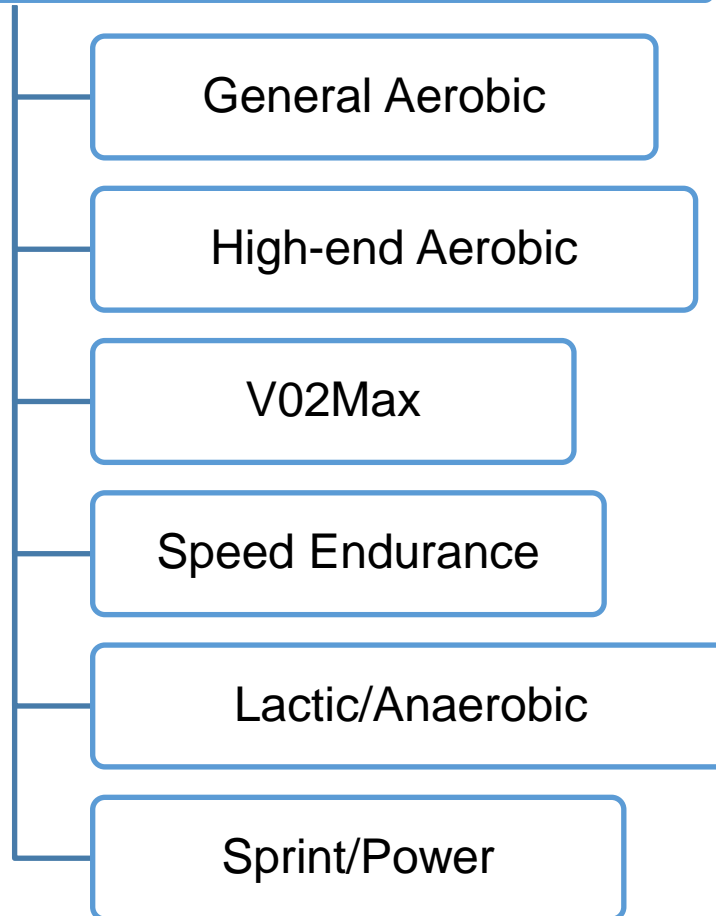 General Aerobic
High-end Aerobic
V02Max
Speed Endurance
Lactic/Anaerobic
Sprint/Power